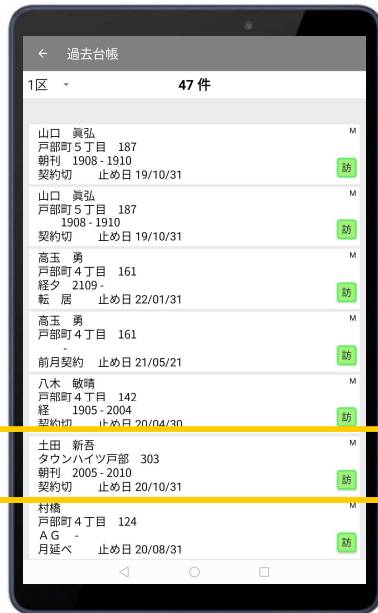 ← 過去台帳
1区 47 件
山口 眞弘 M
戸部町５丁目 187
朝刊 1908 - 1910
契約切 止め日 19/10/31 訪
山口 眞弘 M
戸部町５丁目 187
1908 - 1910
契約切 止め日 19/10/31 訪
高玉 勇 M
戸部町４丁目 161
経夕 2109 -
転 居 止め日 22/01/31 訪
高玉 勇 M
戸部町４丁目 161
-
前月契約 止め日 21/05/21 訪
八木 敏晴 M
戸部町４丁目 142
経 1905 - 2004
契約切 止め日 20/04/30 訪
土田 新吾 M
タウンハイツ戸部 303
朝刊 2005 - 2010
契約切 止め日 20/10/31 訪
村橋 M
戸部町４丁目 124
ＡＧ -
月延べ 止め日 20/08/31 訪